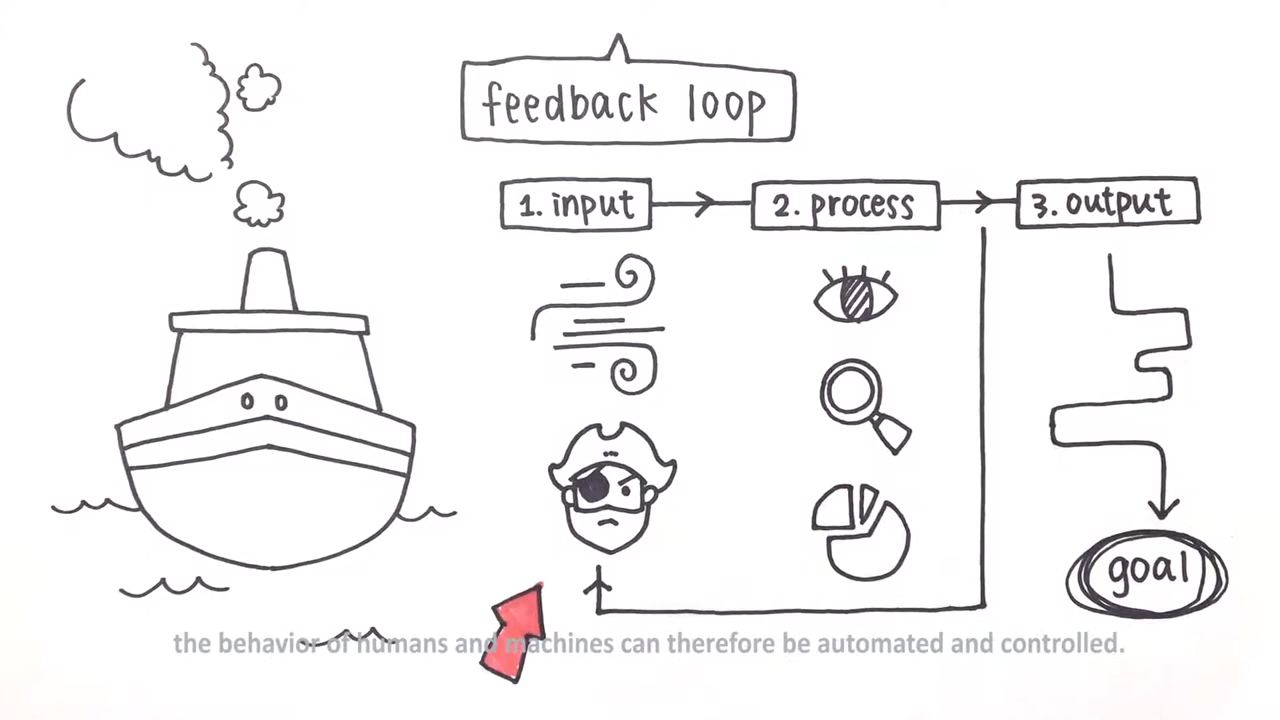 feedback loop
1. input
2. process
3. output
goal
the behavior of humans and machines can therefore be automated and controlled.